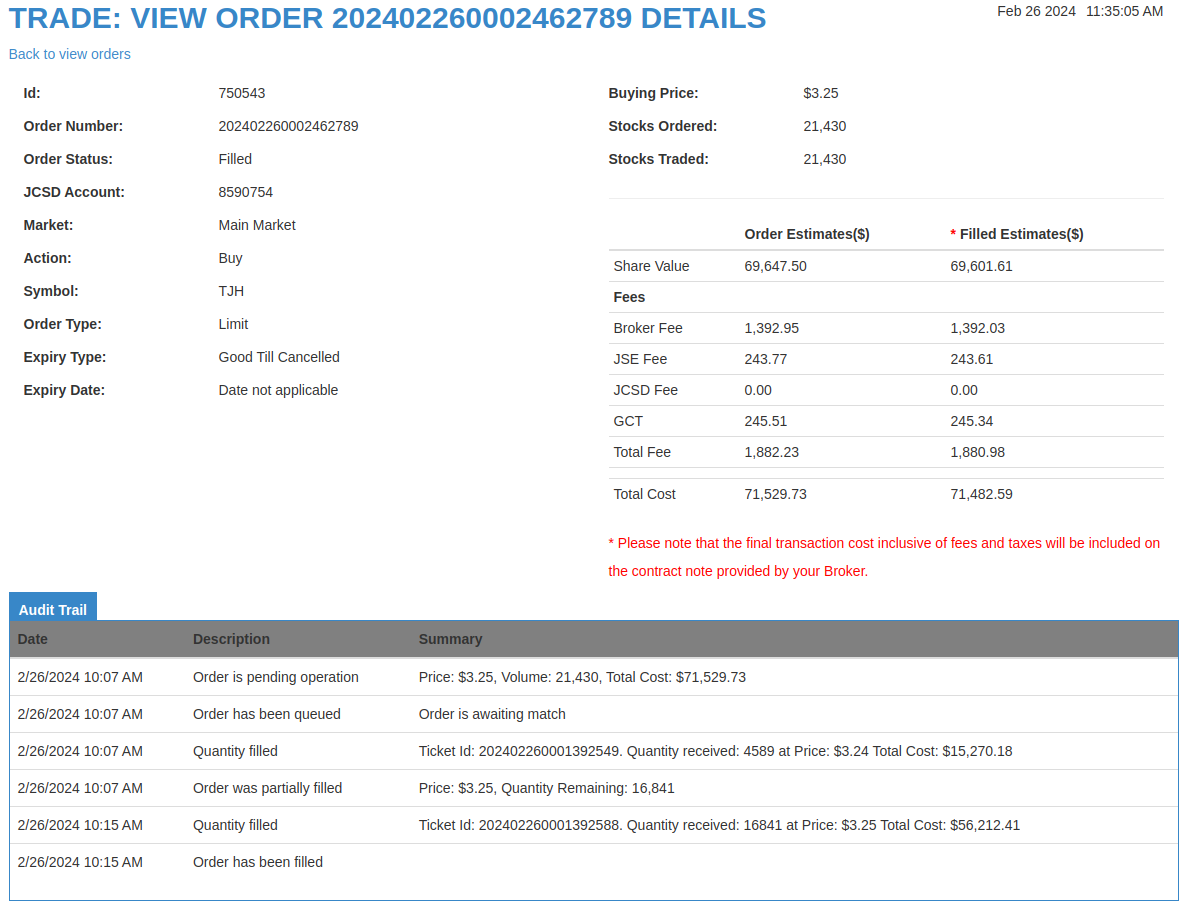 TRADE: VIEW ORDER 202402260002462789 DETAILS
Feb 26 2024 11:35:05 AM
Back to view orders
Id: 750543
Order Number: 202402260002462789
Order Status: Filled
JCSD Account: 8590754
Market: Main Market
Action: Buy
Symbol: TJH
Order Type: Limit
Expiry Type: Good Till Cancelled
Expiry Date: Date not applicable
Buying Price: $3.25
Stocks Ordered: 21,430
Stocks Traded: 21,430
Order Estimates($) * Filled Estimates($)
Share Value 69,647.50 69,601.61
Fees
Broker Fee 1,392.95 1,392.03
JSE Fee 243.77 243.61
JCSD Fee 0.00 0.00
GCT 245.51 245.34
Total Fee 1,882.23 1,880.98
Total Cost 71,529.73 71,482.59
* Please note that the final transaction cost inclusive of fees and taxes will be included on
the contract note provided by your Broker.
Audit Trail
Date Description Summary
2/26/2024 10:07 AM Order is pending operation Price: $3.25, Volume: 21,430, Total Cost: $71,529.73
2/26/2024 10:07 AM Order has been queued Order is awaiting match
2/26/2024 10:07 AM Quantity filled Ticket Id: 202402260001392549. Quantity received: 4589 at Price: $3.24 Total Cost: $15,270.18
2/26/2024 10:07 AM Order was partially filled Price: $3.25, Quantity Remaining: 16,841
2/26/2024 10:15 AM Quantity filled Ticket Id: 202402260001392588. Quantity received: 16841 at Price: $3.25 Total Cost: $56,212.41
2/26/2024 10:15 AM Order has been filled